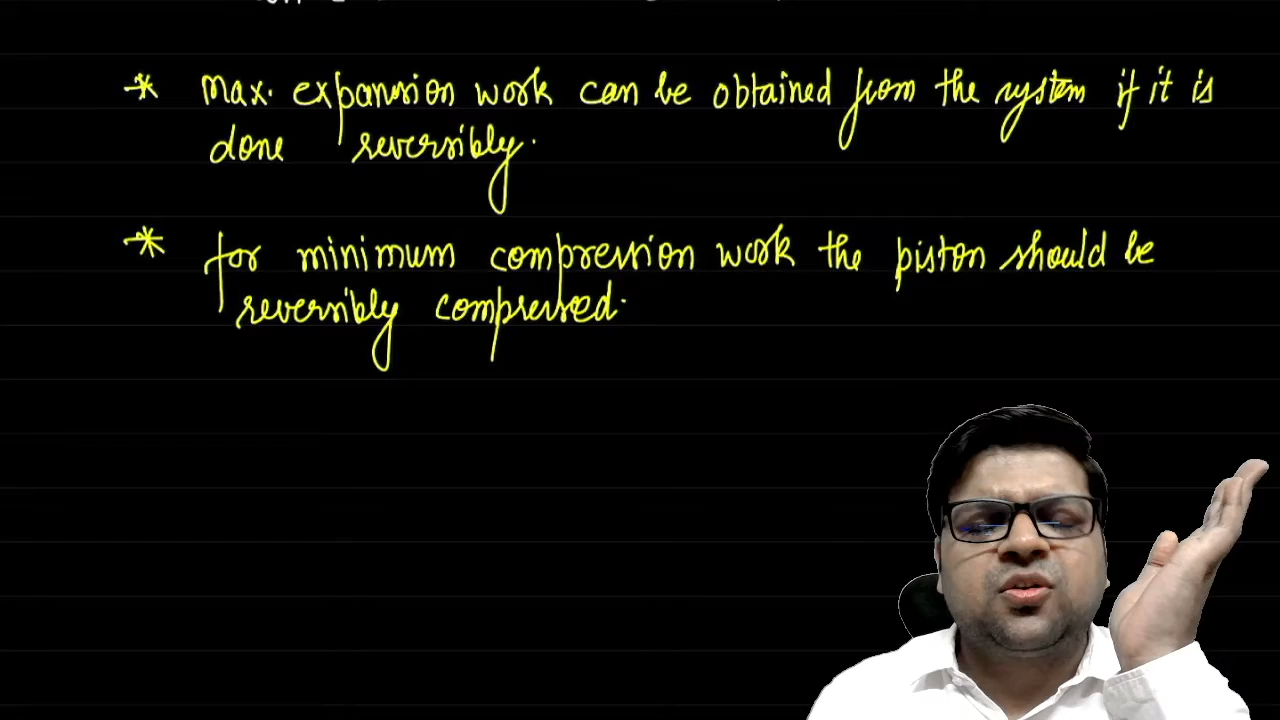 * Max. expansion work can be obtained from the system if it is
done reversibly.
* for minimum compression work the piston should be
reversibly compressed.